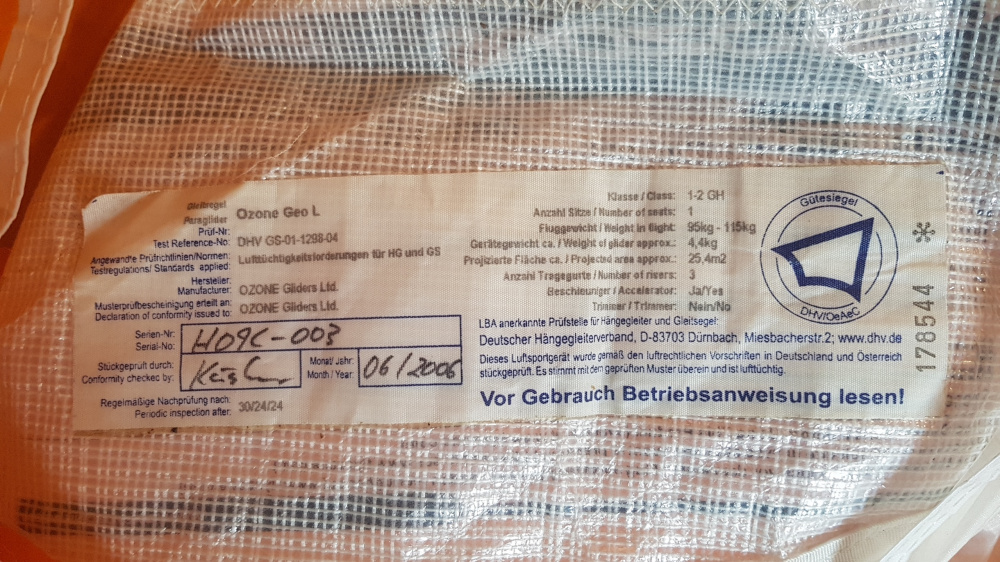 Gleitsegel
Paraglider Ozone Geo L
Prüf-Nr:
Test Reference-No: DHV GS-01-1298-04
Angewandte Prüfrichtlinien/Normen:
Testregulations/ Standards applied: Lufttüchtigkeitsforderungen für HG und GS
Hersteller:
Manufacturer: OZONE Gliders Ltd.
Musterprüfbescheinigung erteilt an:
Declaration of conformity issued to: OZONE Gliders Ltd.
Serien-Nr:
Serial-No: H09C-003
Stückgeprüft durch:
Conformity checked by:
Monat/ Jahr:
Month / Year: 06/2006
Regelmäßige Nachprüfung nach:
Periodic inspection after: 30/24/24
Klasse / Class: 1-2 GH
Anzahl Sitze / Number of seats: 1
Fluggewicht / Weight in flight: 95kg - 115kg
Gerätegewicht ca. / Weight of glider approx.: 4,4kg
Projizierte Fläche ca. / Projected area approx.: 25,4m2
Anzahl Tragegurte / Number of risers: 3
Beschleuniger / Accelerator: Ja/Yes
Trimmer / Trimmer: Nein/No
LBA anerkannte Prüfstelle für Hängegleiter und Gleitsegel:
Deutscher Hängegleiterverband, D-83703 Dürnbach, Miesbacherstr.2; www.dhv.de
Dieses Luftsportgerät wurde gemäß den luftrechtlichen Vorschriften in Deutschland und Österreich
stückgeprüft. Es stimmt mit dem geprüften Muster überein und ist lufttüchtig.
Vor Gebrauch Betriebsanweisung lesen!
Gütesiegel
DHV/OeAeC
178544 *